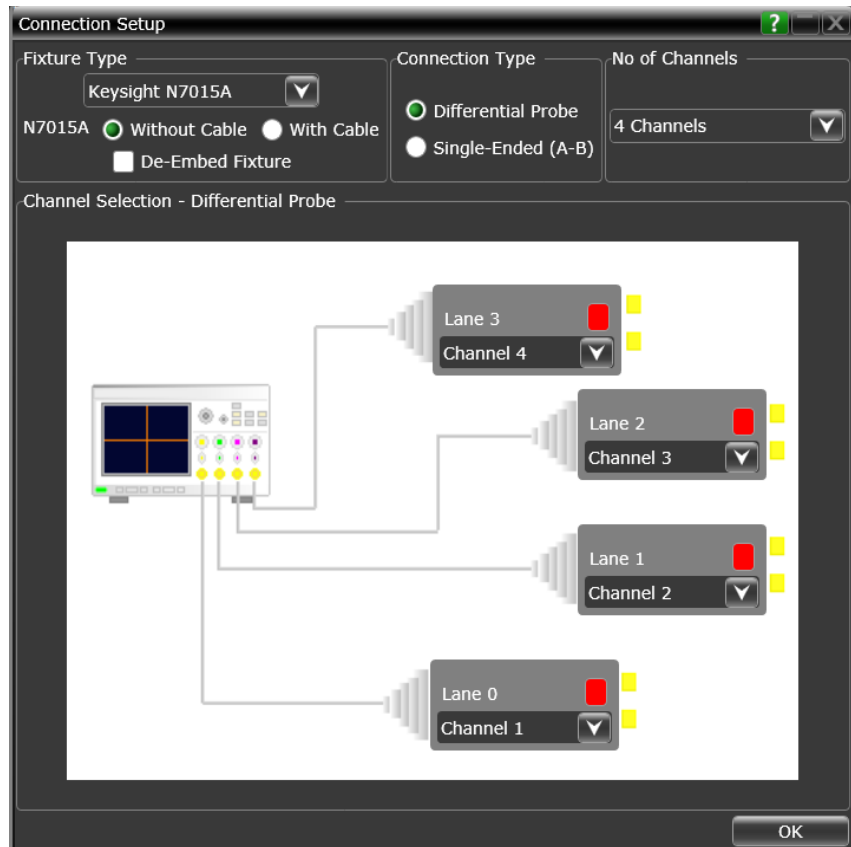 Connection Setup
?
Fixture Type
Keysight N7015A
N7015A Without Cable With Cable
De-Embed Fixture
Connection Type
Differential Probe
Single-Ended (A-B)
No of Channels
4 Channels
Channel Selection - Differential Probe
Lane 3
Channel 4
Lane 2
Channel 3
Lane 1
Channel 2
Lane 0
Channel 1
OK